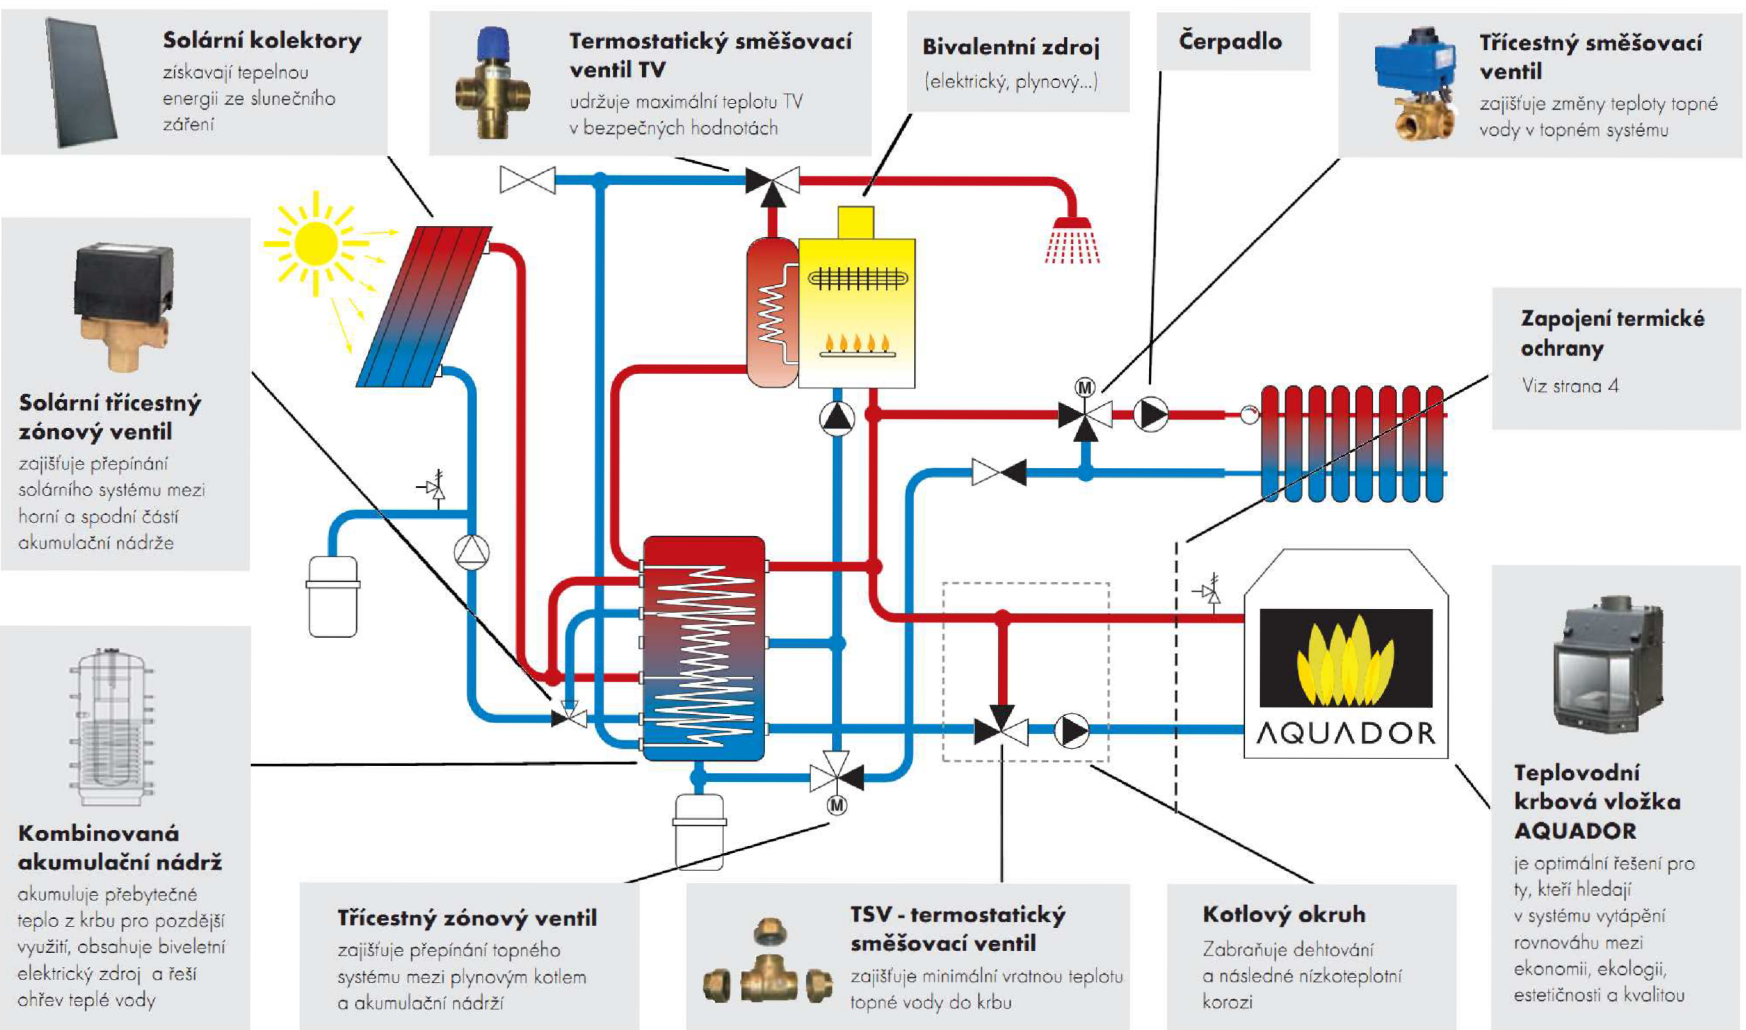 Solární kolektory
získavají tepelnou
energii ze slunečního
záření
Termostatický směšovací
ventil TV
udržuje maximální teplotu TV
v bezpečných hodnotách
Bivalentní zdroj
(elektrický, plynový...)
Čerpadlo
Třícestný směšovací
ventil
zajišťuje změny teploty topné
vody v topném systému
Solární třícestný
zónový ventil
zajišťuje přepínání
solárního systému mezi
horní a spodní částí
akumulační nádrže
M
Zapojení termické
ochrany
Viz strana 4
AQUADOR
M
Kombinovaná
akumulační nádrž
akumuluje přebytečné
teplo z krbu pro pozdější
využití, obsahuje biveletní
elektrický zdroj a řeší
ohřev teplé vody
Třícestný zónový ventil
zajišťuje přepínání topného
systému mezi plynovým kotlem
a akumulační nádrží
TSV - termostatický
směšovací ventil
zajišťuje minimální vratnou teplotu
topné vody do krbu
Kotlový okruh
Zabraňuje dehtování
a následné nízkoteplotní
korozi
Teplovodní
krbová vložka
AQUADOR
je optimální řešení pro
ty, kteří hledají
v systému vytápění
rovnováhu mezi
ekonomii, ekologii,
estetičností a kvalitou